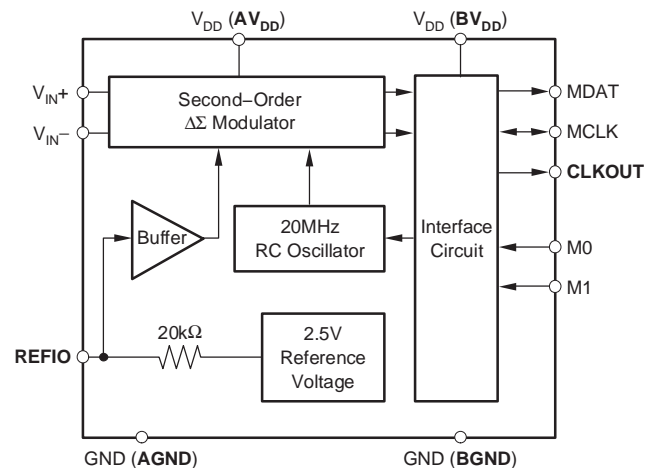 V_DD (AV_DD)
V_DD (BV_DD)
V_IN+
V_IN−
Second−Order
ΔΣ Modulator
MDAT
MCLK
CLKOUT
Buffer
20MHz
RC Oscillator
Interface
Circuit
M0
M1
20kΩ
2.5V
Reference
Voltage
REFIO
GND (AGND)
GND (BGND)